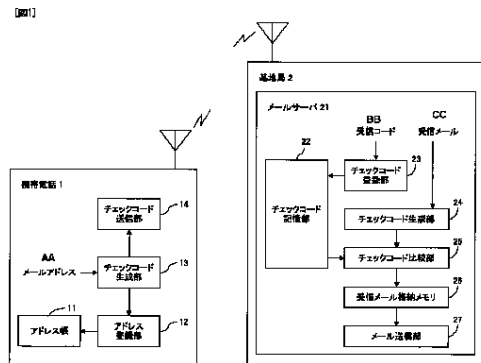 [図1]
携帯電話 1
チェックコード
送信部
14
AA
メールアドレス
チェックコード
生成部
13
11
アドレス帳
アドレス
登録部
12
基地局 2
メールサーバ 21
BB
受信コード
CC
受信メール
22
チェックコード
記憶部
チェックコード
登録部
23
チェックコード生成部
24
チェックコード比較部
25
受信メール格納メモリ
26
メール送信部
27